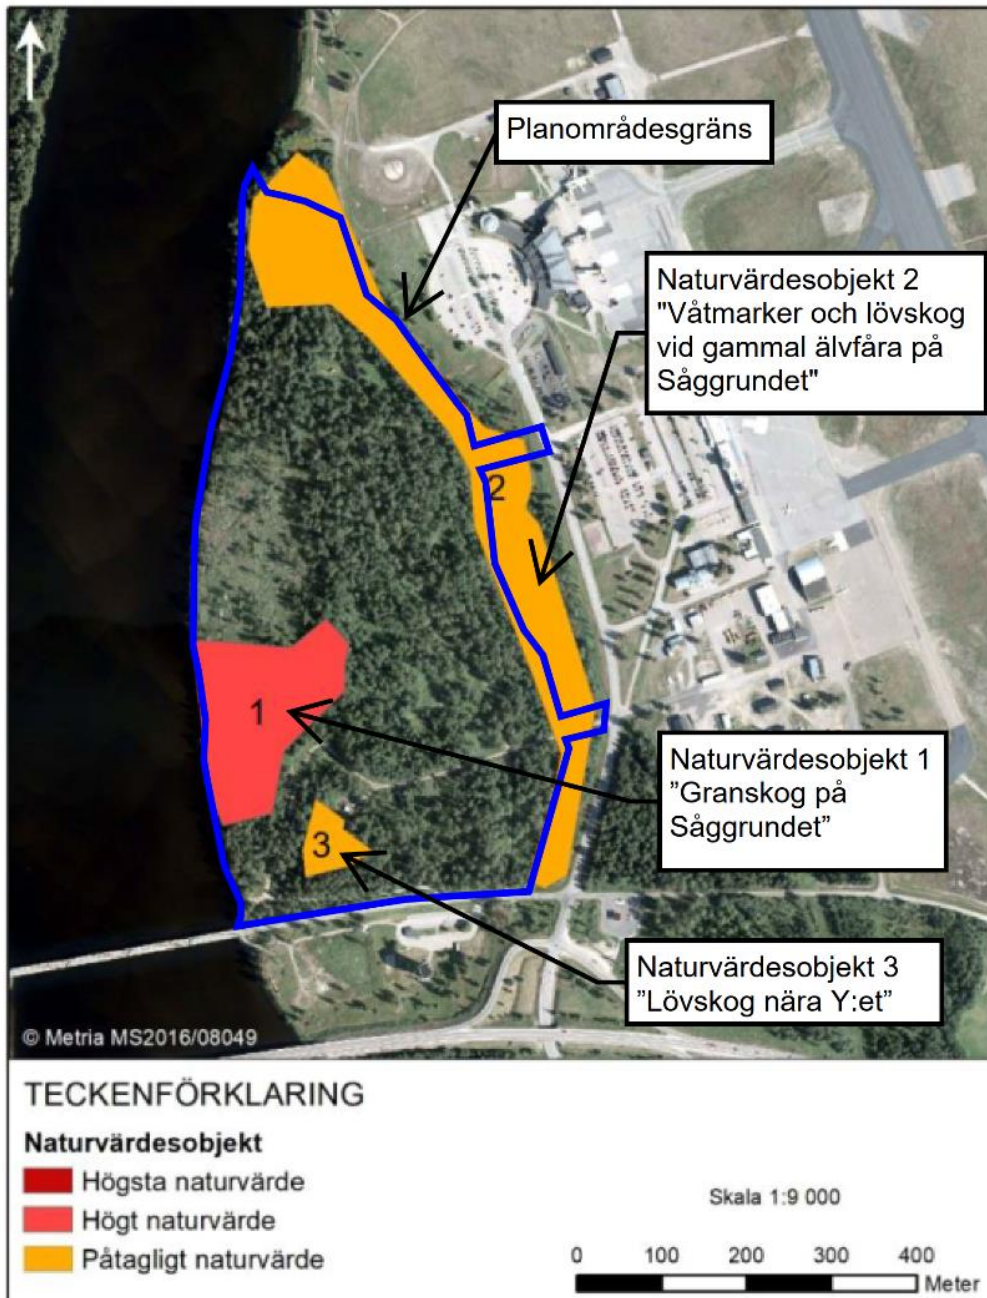 Planområdesgräns
Naturvärdesobjekt 2
"Våtmarker och lövskog
vid gammal älvfåra på
Såggrundet"
2
1
Naturvärdesobjekt 1
”Granskog på
Såggrundet”
3
Naturvärdesobjekt 3
”Lövskog nära Y:et”
© Metria MS2016/08049
TECKENFÖRKLARING
Naturvärdesobjekt
Högsta naturvärde
Högt naturvärde
Påtagligt naturvärde
Skala 1:9 000
0 100 200 300 400
Meter